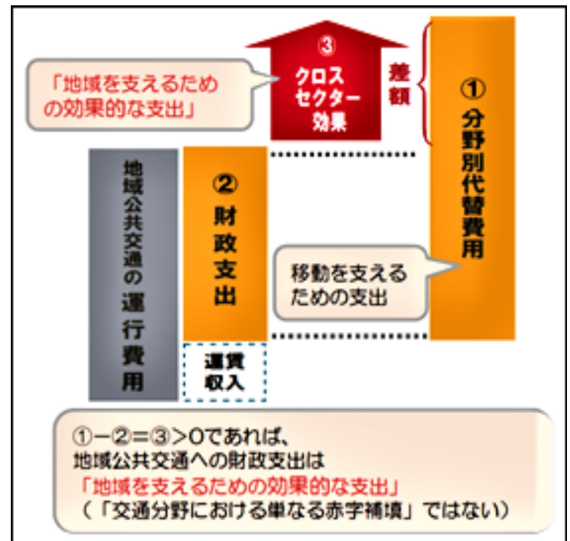 ③
クロス
セクター
効果
差額
①分野別代替費用
「地域を支えるため
の効果的な支出」
地域公共交通の運行費用
②財政支出
移動を支える
ための支出
運賃
収入
①－②＝③＞0であれば、
地域公共交通への財政支出は
「地域を支えるための効果的な支出」
（「交通分野における単なる赤字補填」ではない）